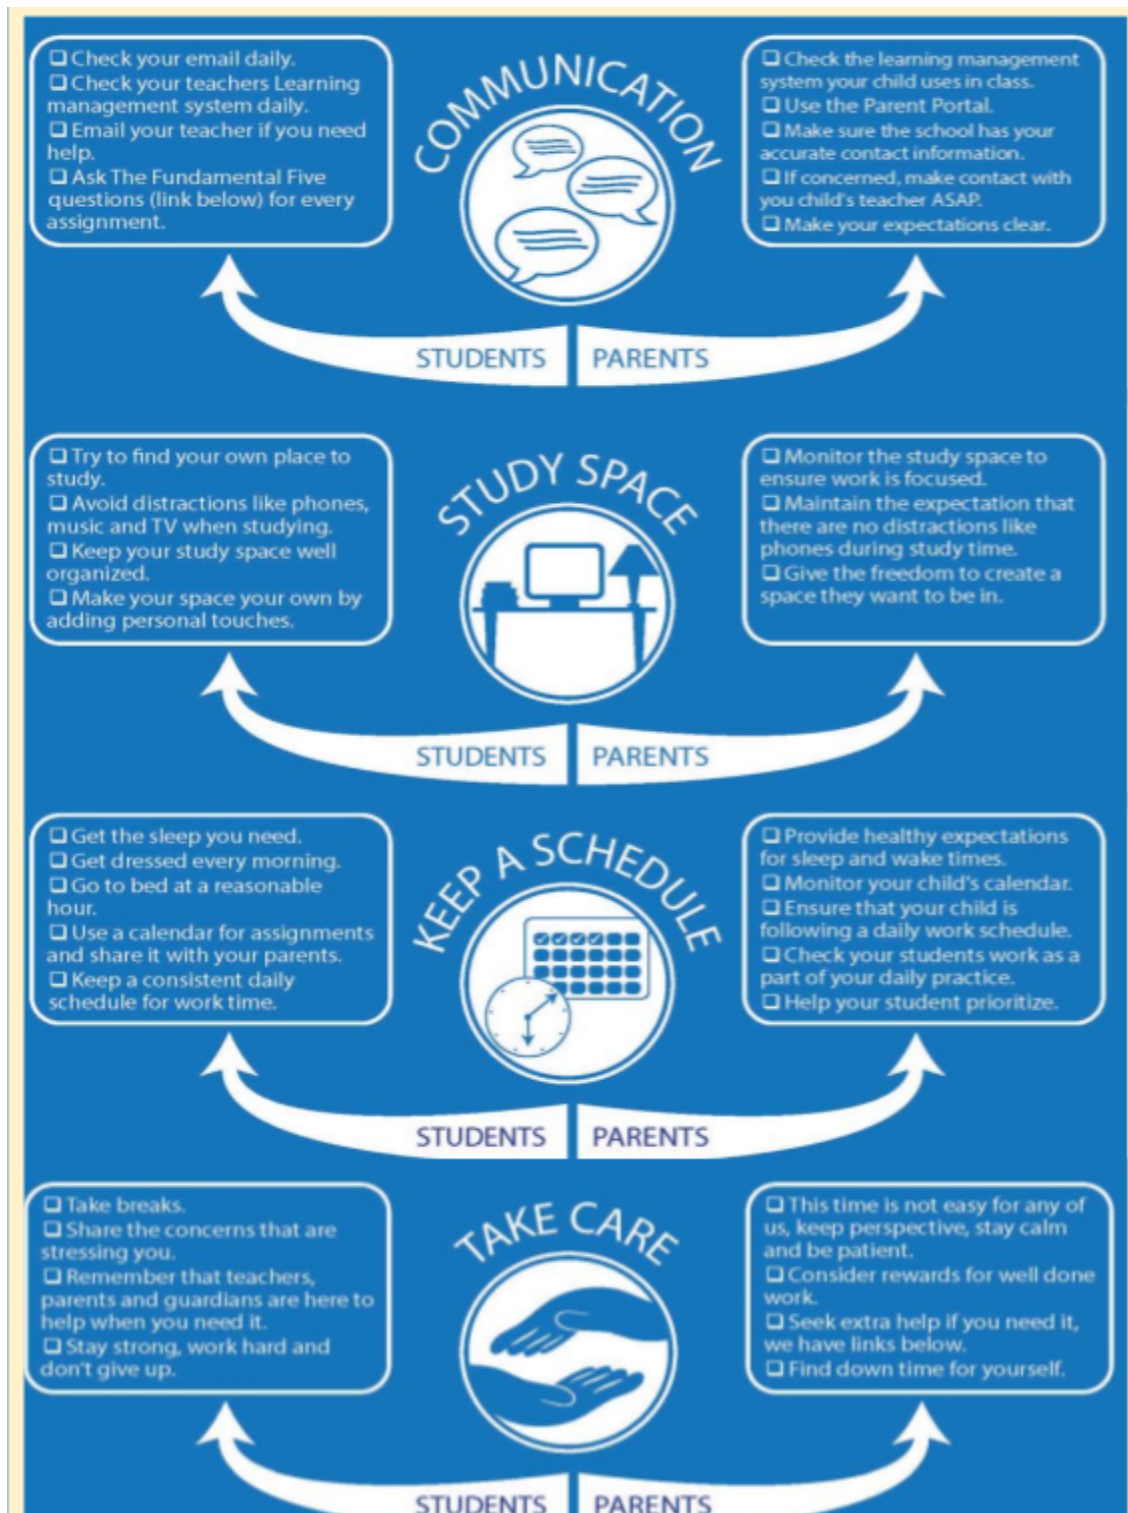 COMMUNICATION
❑ Check your email daily.
❑ Check your teachers Learning
management system daily.
❑ Email your teacher if you need
help.
❑ Ask The Fundamental Five
questions (link below) for every
assignment.
❑ Check the learning management
system your child uses in class.
❑ Use the Parent Portal.
❑ Make sure the school has your
accurate contact information.
❑ If concerned, make contact with
you child's teacher ASAP.
❑ Make your expectations clear.
STUDENTS
PARENTS
STUDY SPACE
❑ Try to find your own place to
study.
❑ Avoid distractions like phones,
music and TV when studying.
❑ Keep your study space well
organized.
❑ Make your space your own by
adding personal touches.
❑ Monitor the study space to
ensure work is focused.
❑ Maintain the expectation that
there are no distractions like
phones during study time.
❑ Give the freedom to create a
space they want to be in.
STUDENTS
PARENTS
KEEP A SCHEDULE
❑ Get the sleep you need.
❑ Get dressed every morning.
❑ Go to bed at a reasonable
hour.
❑ Use a calendar for assignments
and share it with your parents.
❑ Keep a consistent daily
schedule for work time.
❑ Provide healthy expectations
for sleep and wake times.
❑ Monitor your child's calendar.
❑ Ensure that your child is
following a daily work schedule.
❑ Check your students work as a
part of your daily practice.
❑ Help your student prioritize.
STUDENTS
PARENTS
TAKE CARE
❑ Take breaks.
❑ Share the concerns that are
stressing you.
❑ Remember that teachers,
parents and guardians are here to
help when you need it.
❑ Stay strong, work hard and
don't give up.
❑ This time is not easy for any of
us, keep perspective, stay calm
and be patient.
❑ Consider rewards for well done
work.
❑ Seek extra help if you need it,
we have links below.
❑ Find down time for yourself.
STUDENTS
PARENTS